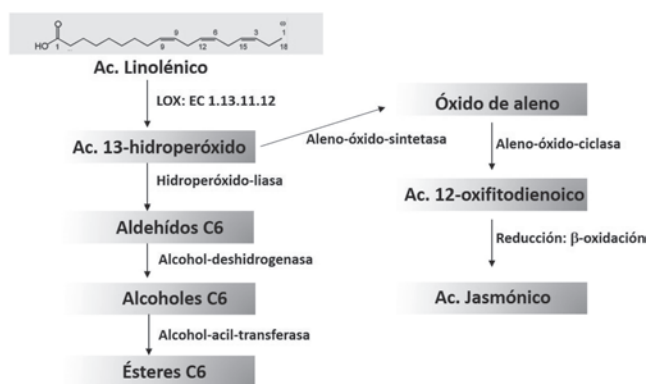 O
HO
1
9
9
6
12
3
15
ω
1
18
Ac. Linolénico
LOX: EC 1.13.11.12
Ac. 13-hidroperóxido
Hidroperóxido-liasa
Aldehídos C6
Alcohol-deshidrogenasa
Alcoholes C6
Alcohol-acil-transferasa
Ésteres C6
Aleno-óxido-sintetasa
Óxido de aleno
Aleno-óxido-ciclasa
Ac. 12-oxifitodienoico
Reducción: β-oxidación
Ac. Jasmónico